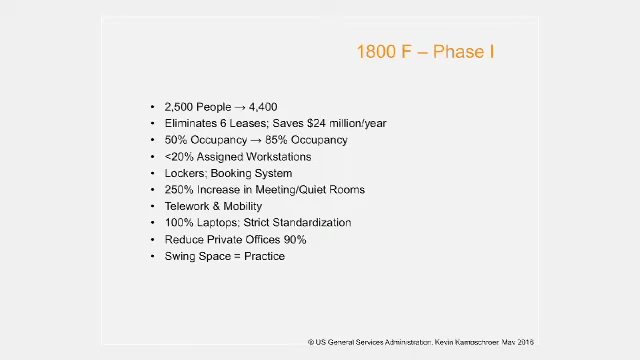 1800 F – Phase I
• 2,500 People → 4,400
• Eliminates 6 Leases; Saves $24 million/year
• 50% Occupancy → 85% Occupancy
• <20% Assigned Workstations
• Lockers; Booking System
• 250% Increase in Meeting/Quiet Rooms
• Telework & Mobility
• 100% Laptops; Strict Standardization
• Reduce Private Offices 90%
• Swing Space = Practice
© US General Services Administration, Kevin Kampschroer, May 2016